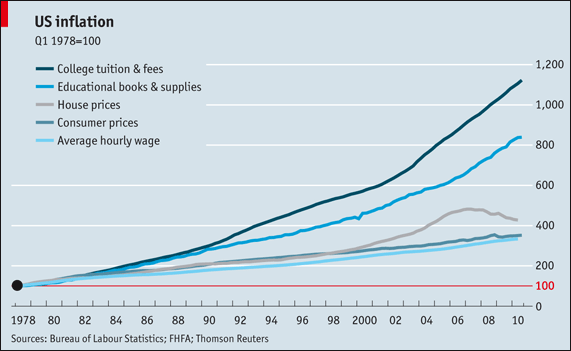 US inflation
Q1 1978=100
College tuition & fees
Educational books & supplies
House prices
Consumer prices
Average hourly wage
1,200
1,000
800
600
400
200
100
0
1978 80 82 84 86 88 90 92 94 96 98 2000 02 04 06 08 10
Sources: Bureau of Labour Statistics; FHFA; Thomson Reuters